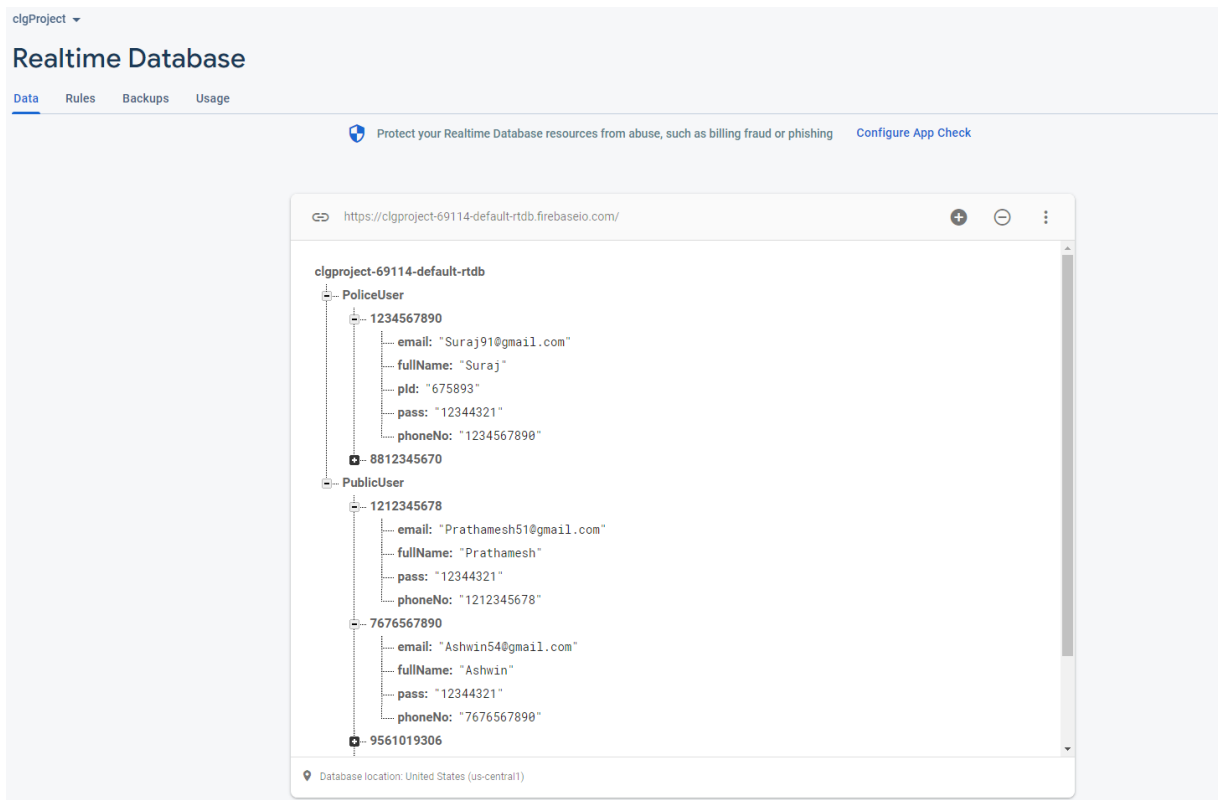 clgProject
Realtime Database
Data Rules Backups Usage
Protect your Realtime Database resources from abuse, such as billing fraud or phishing Configure App Check
https://clgproject-69114-default-rtdb.firebaseio.com/
clgproject-69114-default-rtdb
PoliceUser
1234567890
email: "Suraj91@gmail.com"
fullName: "Suraj"
pId: "675893"
pass: "12344321"
phoneNo: "1234567890"
8812345670
PublicUser
1212345678
email: "Prathamesh51@gmail.com"
fullName: "Prathamesh"
pass: "12344321"
phoneNo: "1212345678"
7676567890
email: "Ashwin54@gmail.com"
fullName: "Ashwin"
pass: "12344321"
phoneNo: "7676567890"
9561019306
Database location: United States (us-central1)